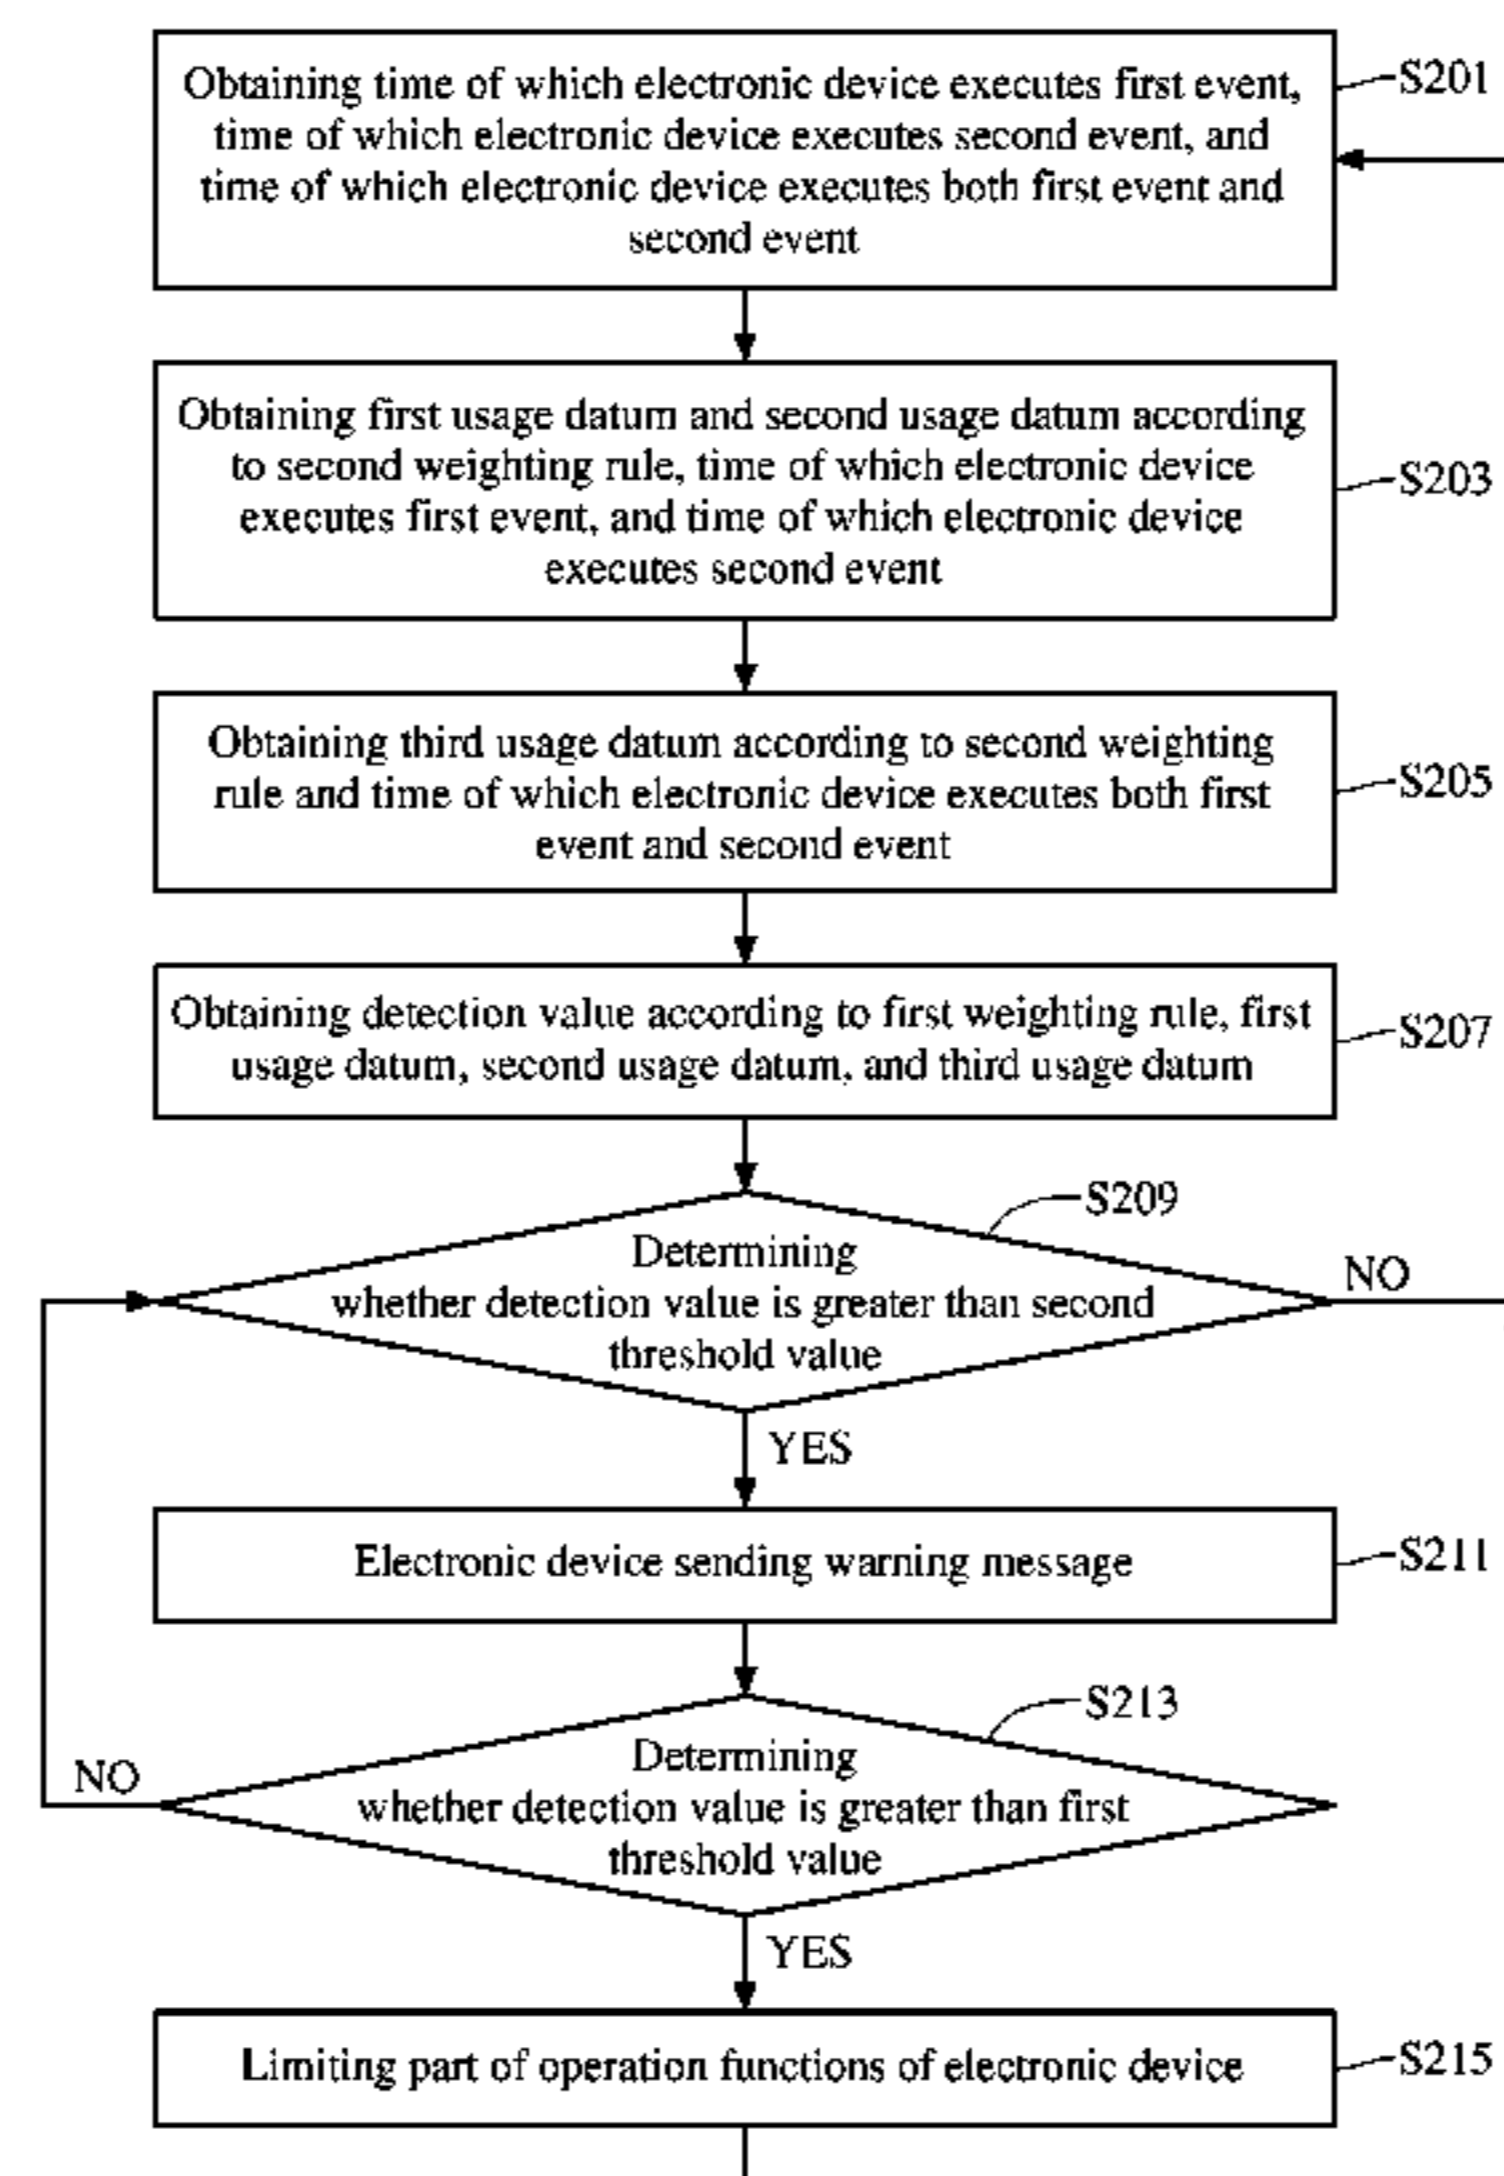 Obtaining time of which electronic device executes first event,
time of which electronic device executes second event, and
time of which electronic device executes both first event and
second event
S201
Obtaining first usage datum and second usage datum according
to second weighting rule, time of which electronic device
executes first event, and time of which electronic device
executes second event
S203
Obtaining third usage datum according to second weighting
rule and time of which electronic device executes both first
event and second event
S205
Obtaining detection value according to first weighting rule, first
usage datum, second usage datum, and third usage datum
S207
S209
Determining
whether detection value is greater than second
threshold value
NO
YES
Electronic device sending warning message
S211
S213
Determining
whether detection value is greater than first
threshold value
NO
YES
Limiting part of operation functions of electronic device
S215